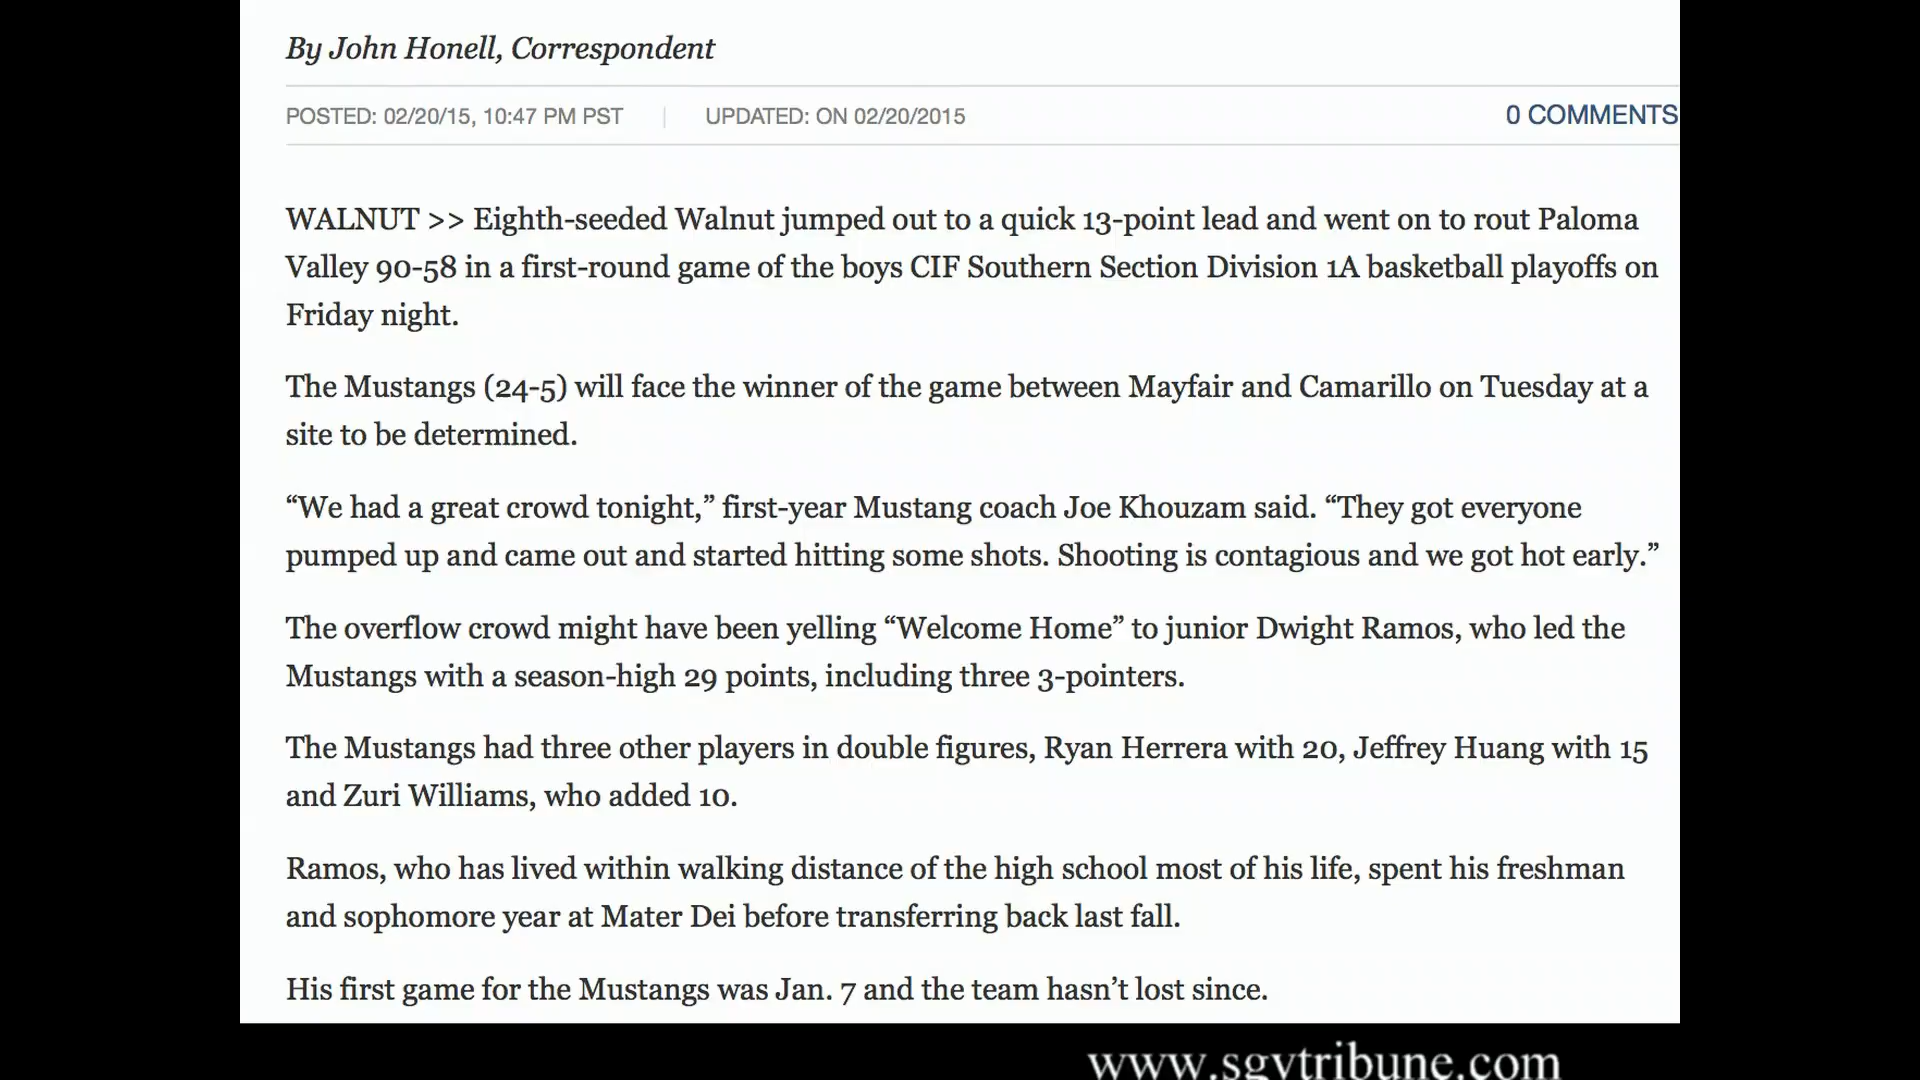 By John Honell, Correspondent
POSTED: 02/20/15, 10:47 PM PST | UPDATED: ON 02/20/2015 0 COMMENTS
WALNUT >> Eighth-seeded Walnut jumped out to a quick 13-point lead and went on to rout Paloma
Valley 90-58 in a first-round game of the boys CIF Southern Section Division 1A basketball playoffs on
Friday night.
The Mustangs (24-5) will face the winner of the game between Mayfair and Camarillo on Tuesday at a
site to be determined.
“We had a great crowd tonight,” first-year Mustang coach Joe Khouzam said. “They got everyone
pumped up and came out and started hitting some shots. Shooting is contagious and we got hot early.”
The overflow crowd might have been yelling “Welcome Home” to junior Dwight Ramos, who led the
Mustangs with a season-high 29 points, including three 3-pointers.
The Mustangs had three other players in double figures, Ryan Herrera with 20, Jeffrey Huang with 15
and Zuri Williams, who added 10.
Ramos, who has lived within walking distance of the high school most of his life, spent his freshman
and sophomore year at Mater Dei before transferring back last fall.
His first game for the Mustangs was Jan. 7 and the team hasn’t lost since.
www.sgvtribune.com